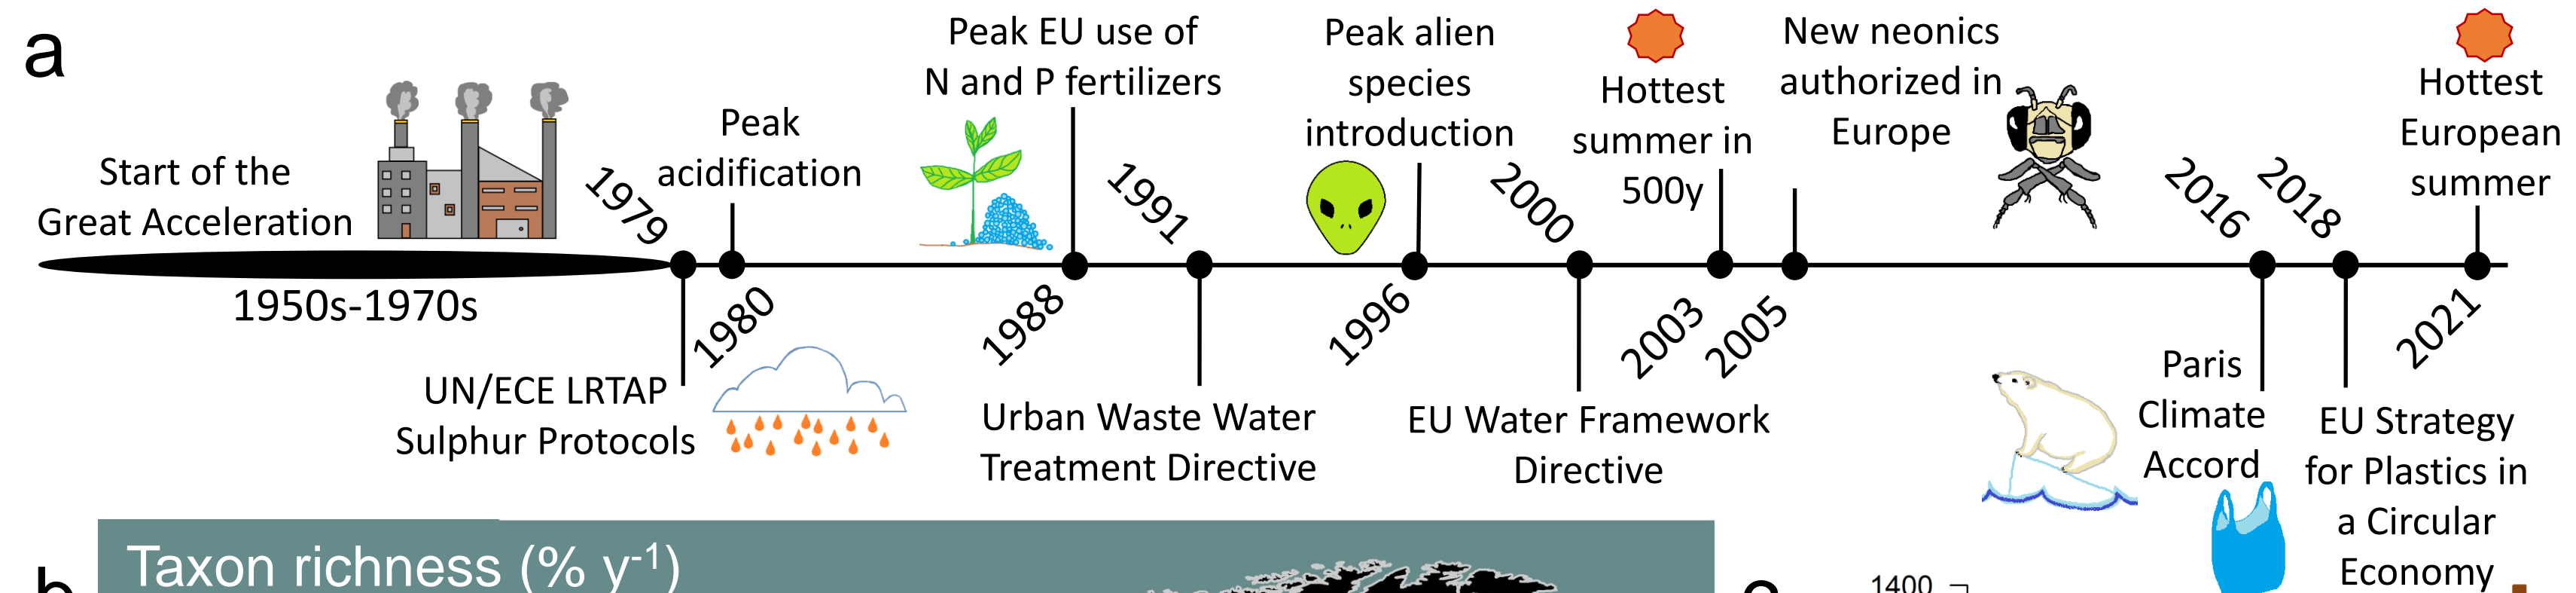 a
Start of the
Great Acceleration
1950s-1970s
1979
UN/ECE LRTAP
Sulphur Protocols
Peak
acidification
1980
Peak EU use of
N and P fertilizers
1988
1991
Urban Waste Water
Treatment Directive
Peak alien
species
introduction
1996
2000
EU Water Framework
Directive
Hottest
summer in
500y
2003
New neonics
authorized in
Europe
2005
2016
Paris
Climate
Accord
2018
EU Strategy
for Plastics in
a Circular
Economy
Hottest
European
summer
2021
b
Taxon richness (% y⁻¹)
c
1400